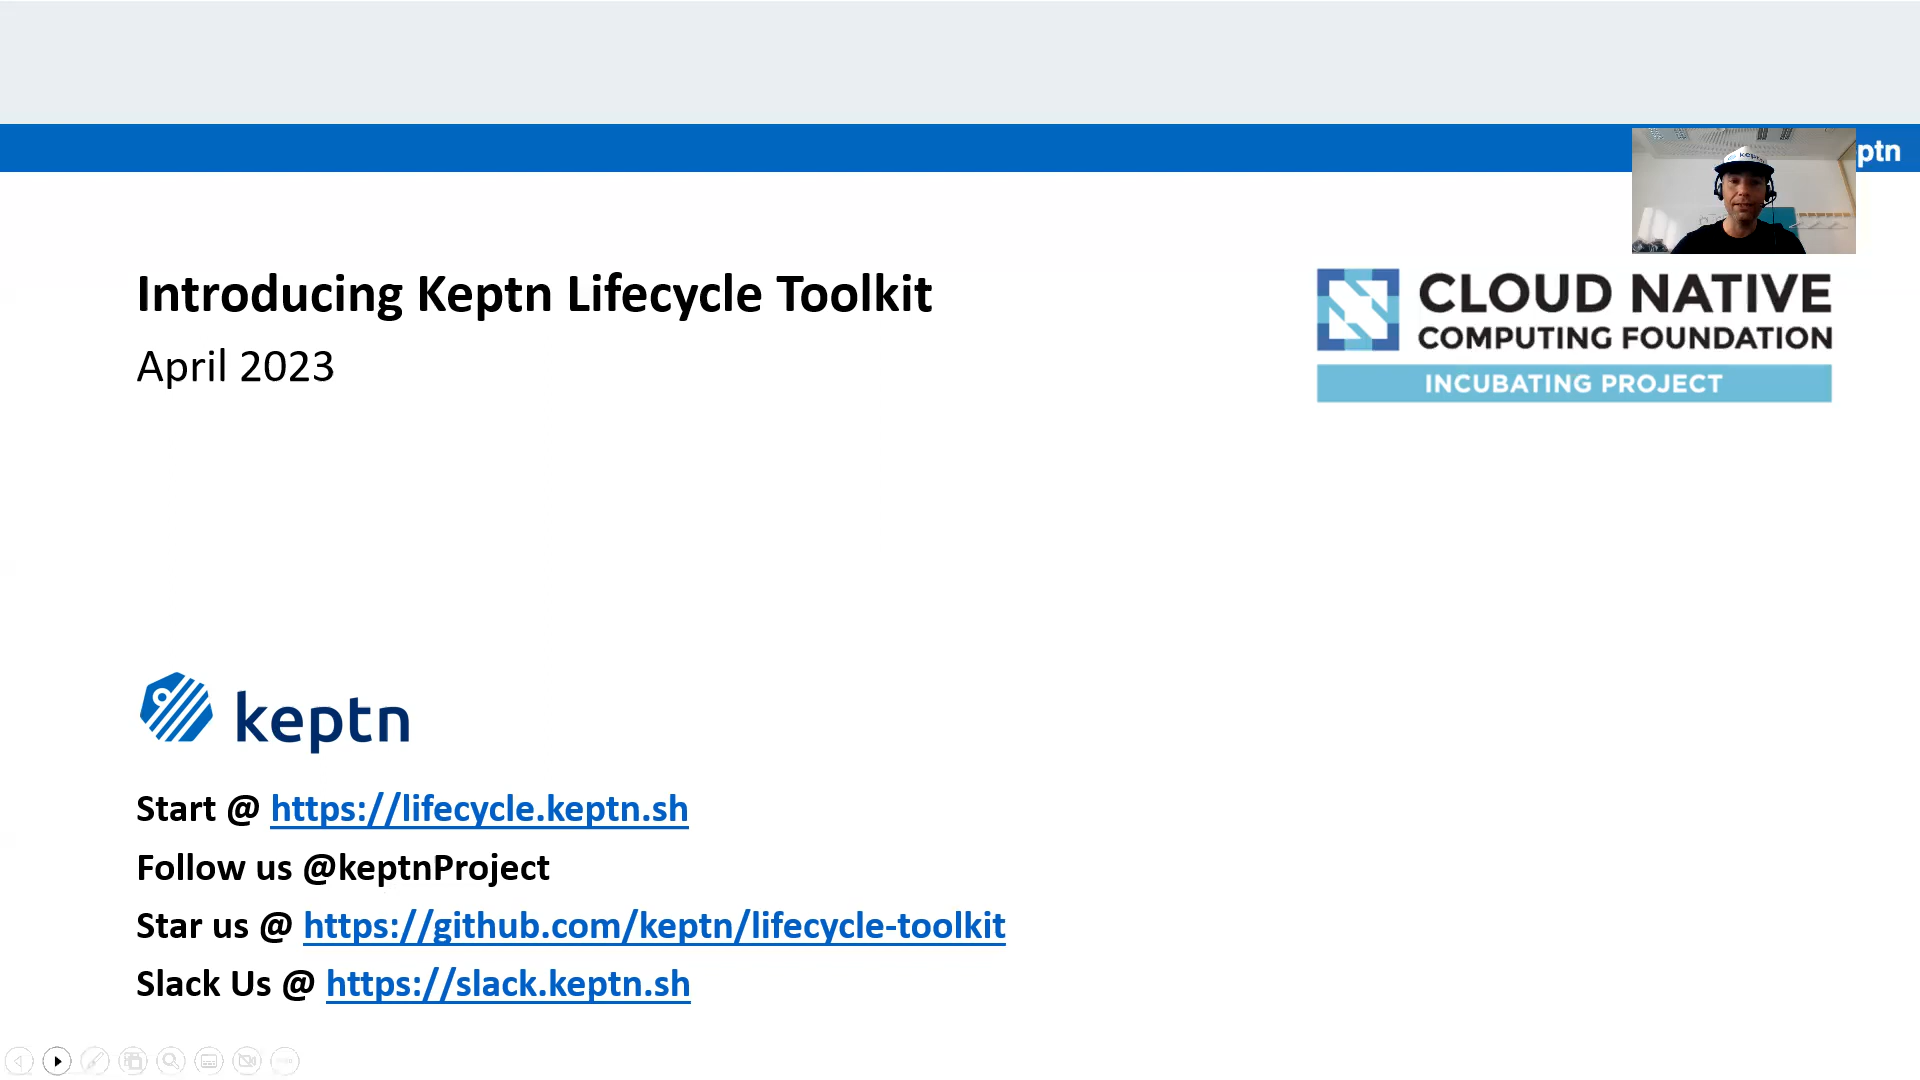 ptn
keptn
Introducing Keptn Lifecycle Toolkit
April 2023
CLOUD NATIVE
COMPUTING FOUNDATION
INCUBATING PROJECT
keptn
Start @ https://lifecycle.keptn.sh
Follow us @keptnProject
Star us @ https://github.com/keptn/lifecycle-toolkit
Slack Us @ https://slack.keptn.sh